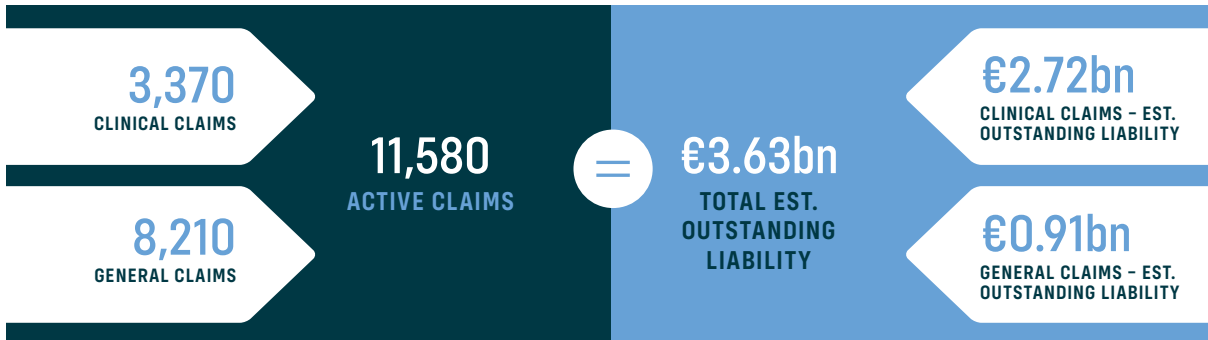 3,370
CLINICAL CLAIMS
8,210
GENERAL CLAIMS
11,580
ACTIVE CLAIMS
=
€3.63bn
TOTAL EST.
OUTSTANDING
LIABILITY
€2.72bn
CLINICAL CLAIMS – EST.
OUTSTANDING LIABILITY
€0.91bn
GENERAL CLAIMS – EST.
OUTSTANDING LIABILITY